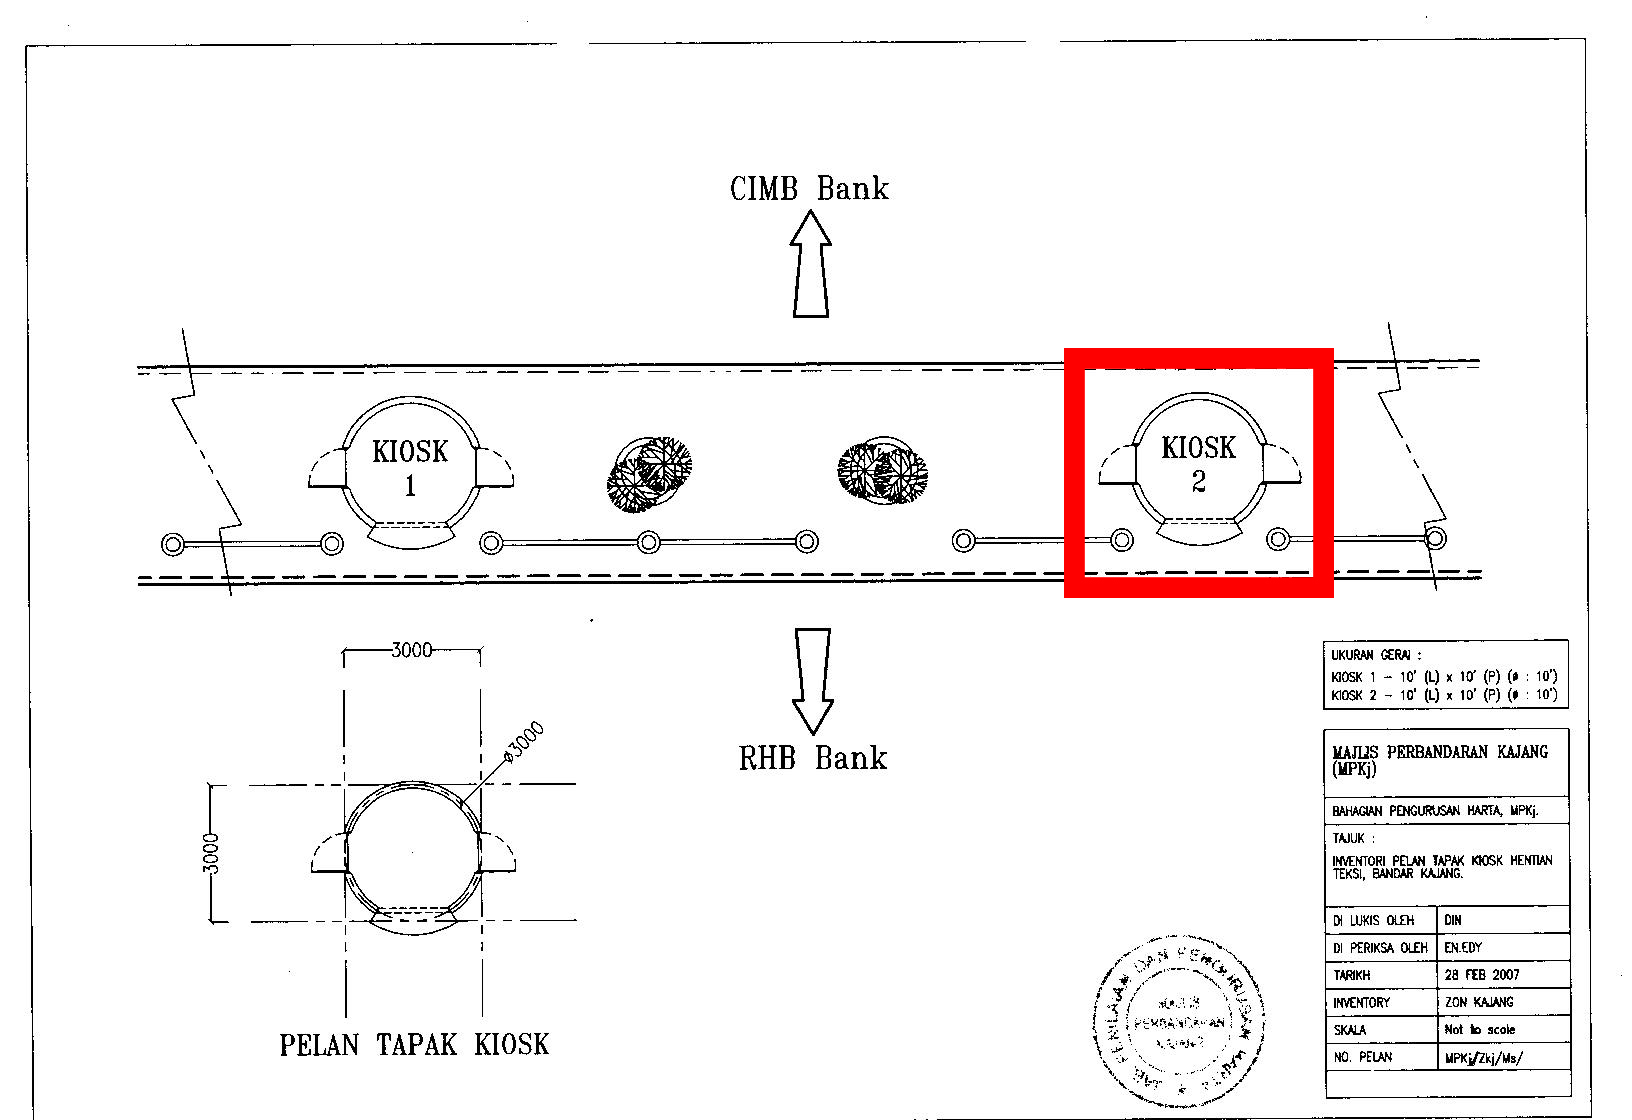 CIMB Bank
KIOSK
1
KIOSK
2
RHB Bank
3000
ø3000
3000
PELAN TAPAK KIOSK
UKURAN GERAI :
KIOSK 1 - 10' (L) x 10' (P) (ø : 10')
KIOSK 2 - 10' (L) x 10' (P) (ø : 10')
MAJLIS PERBANDARAN KAJANG
(MPKj)
BAHAGIAN PENGURUSAN HARTA, MPKj.
TAJUK :
INVENTORI PELAN TAPAK KIOSK HENTIAN
TEKSI, BANDAR KAJANG.
DI LUKIS OLEH DIN
DI PERIKSA OLEH EN.EDY
TARIKH 28 FEB 2007
INVENTORY ZON KAJANG
SKALA Not to scale
NO. PELAN MPKj/Zkj/Ms/
JAB. PENILAIAN DAN PENGURUSAN HARTA
MAJLIS
PERBANDARAN
KAJANG